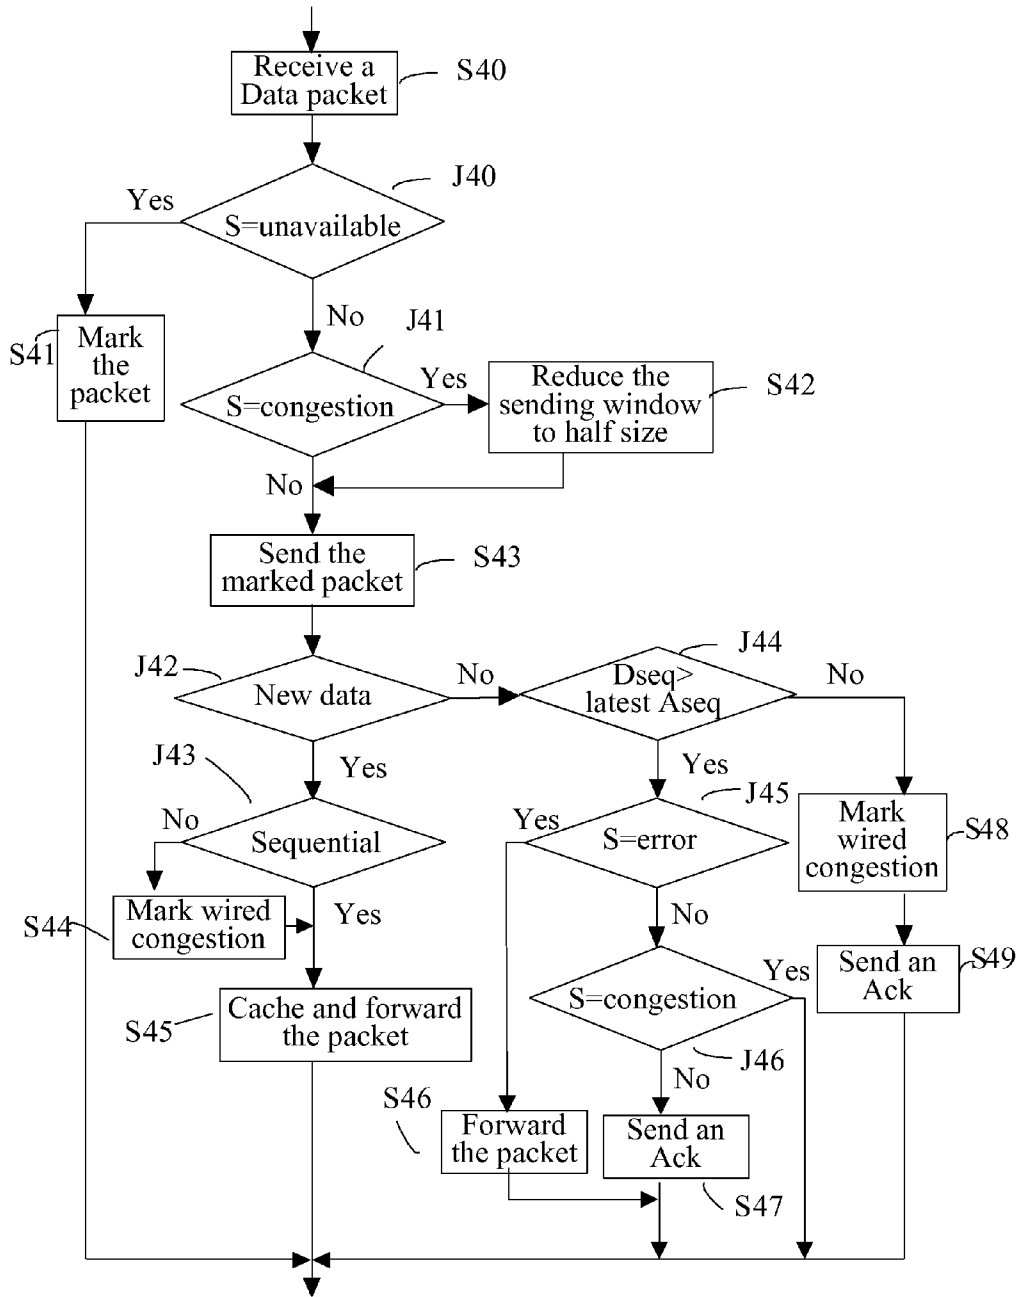 Receive a
Data packet
S40
J40
Yes
S=unavailable
No
J41
S41
Mark
the
packet
S=congestion
Yes
Reduce the
sending window
to half size
S42
No
Send the
marked packet
S43
J42
New data
No
J44
Dseq>
latest Aseq
No
J43
Yes
Yes
J45
No
Sequential
Yes
S=error
Mark
wired
congestion
S48
S44
Mark wired
congestion
Yes
No
Send an
Ack
S49
S=congestion
Yes
S45
Cache and forward
the packet
J46
No
S46
Forward
the packet
Send an
Ack
S47